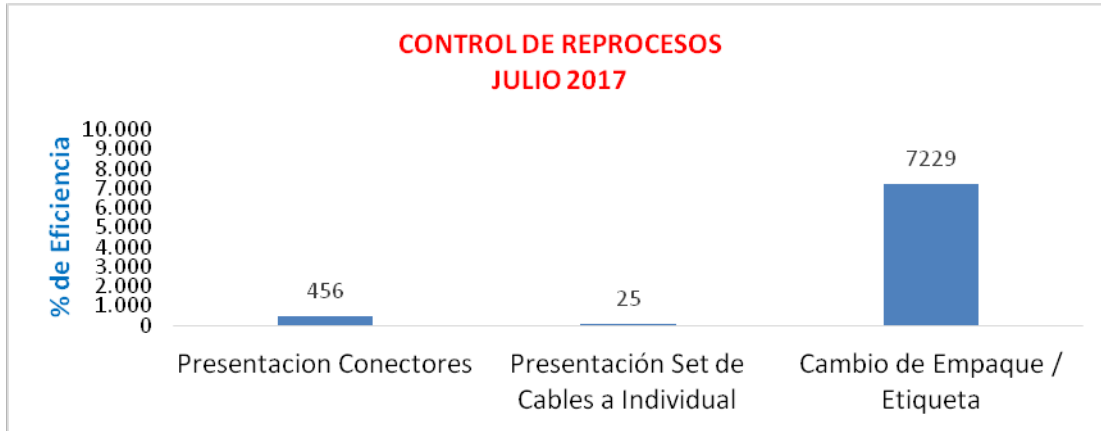 CONTROL DE REPROCESOS
JULIO 2017
% de Eficiencia
10.000
9.000
8.000
7.000
6.000
5.000
4.000
3.000
2.000
1.000
0
456
25
7229
Presentacion Conectores
Presentación Set de
Cables a Individual
Cambio de Empaque /
Etiqueta